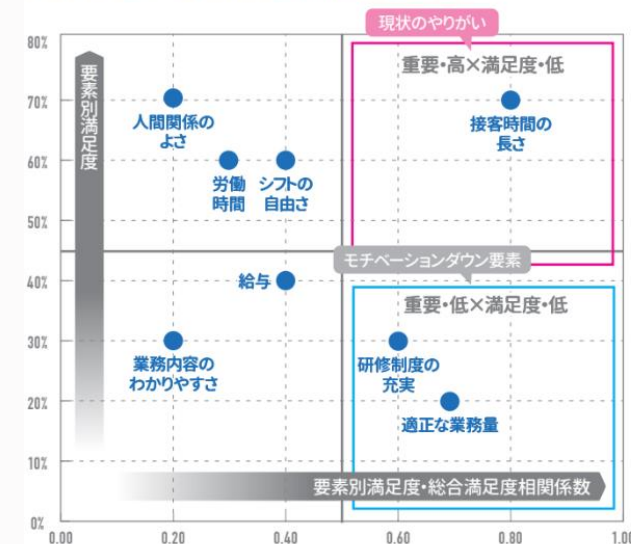 現状のやりがい
80%
重要・高×満足度・低
要素別満足度
70%
人間関係の
よさ
接客時間の
長さ
60%
労働
時間
シフトの
自由さ
50%
モチベーションダウン要素
40%
給与
重要・低×満足度・低
30%
業務内容の
わかりやすさ
研修制度の
充実
20%
適正な業務量
10%
要素別満足度・総合満足度相関係数
0%
0.00
0.20
0.40
0.60
0.80
1.00